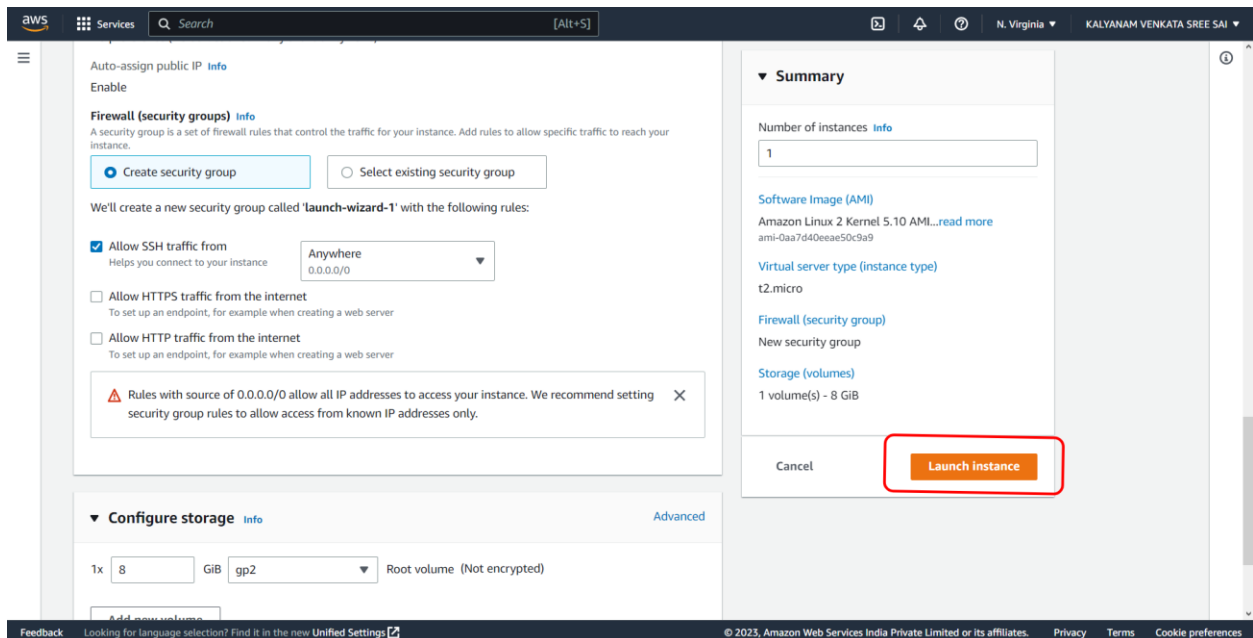 aws
Services
Search
[Alt+S]
N. Virginia
KALYANAM VENKATA SREE SAI
Auto-assign public IP Info
Enable
Firewall (security groups) Info
A security group is a set of firewall rules that control the traffic for your instance. Add rules to allow specific traffic to reach your
instance.
Create security group
Select existing security group
We'll create a new security group called 'launch-wizard-1' with the following rules:
Allow SSH traffic from
Helps you connect to your instance
Anywhere
0.0.0.0/0
Allow HTTPS traffic from the internet
To set up an endpoint, for example when creating a web server
Allow HTTP traffic from the internet
To set up an endpoint, for example when creating a web server
Rules with source of 0.0.0.0/0 allow all IP addresses to access your instance. We recommend setting
security group rules to allow access from known IP addresses only.
Configure storage Info
Advanced
1x
8
GiB
gp2
Root volume (Not encrypted)
Add new volume
Summary
Number of instances Info
1
Software Image (AMI)
Amazon Linux 2 Kernel 5.10 AMI...read more
ami-0aa7d40eeae50c9a9
Virtual server type (instance type)
t2.micro
Firewall (security group)
New security group
Storage (volumes)
1 volume(s) - 8 GiB
Cancel
Launch instance
Feedback
Looking for language selection? Find it in the new Unified Settings
© 2023, Amazon Web Services India Private Limited or its affiliates.
Privacy
Terms
Cookie preferences